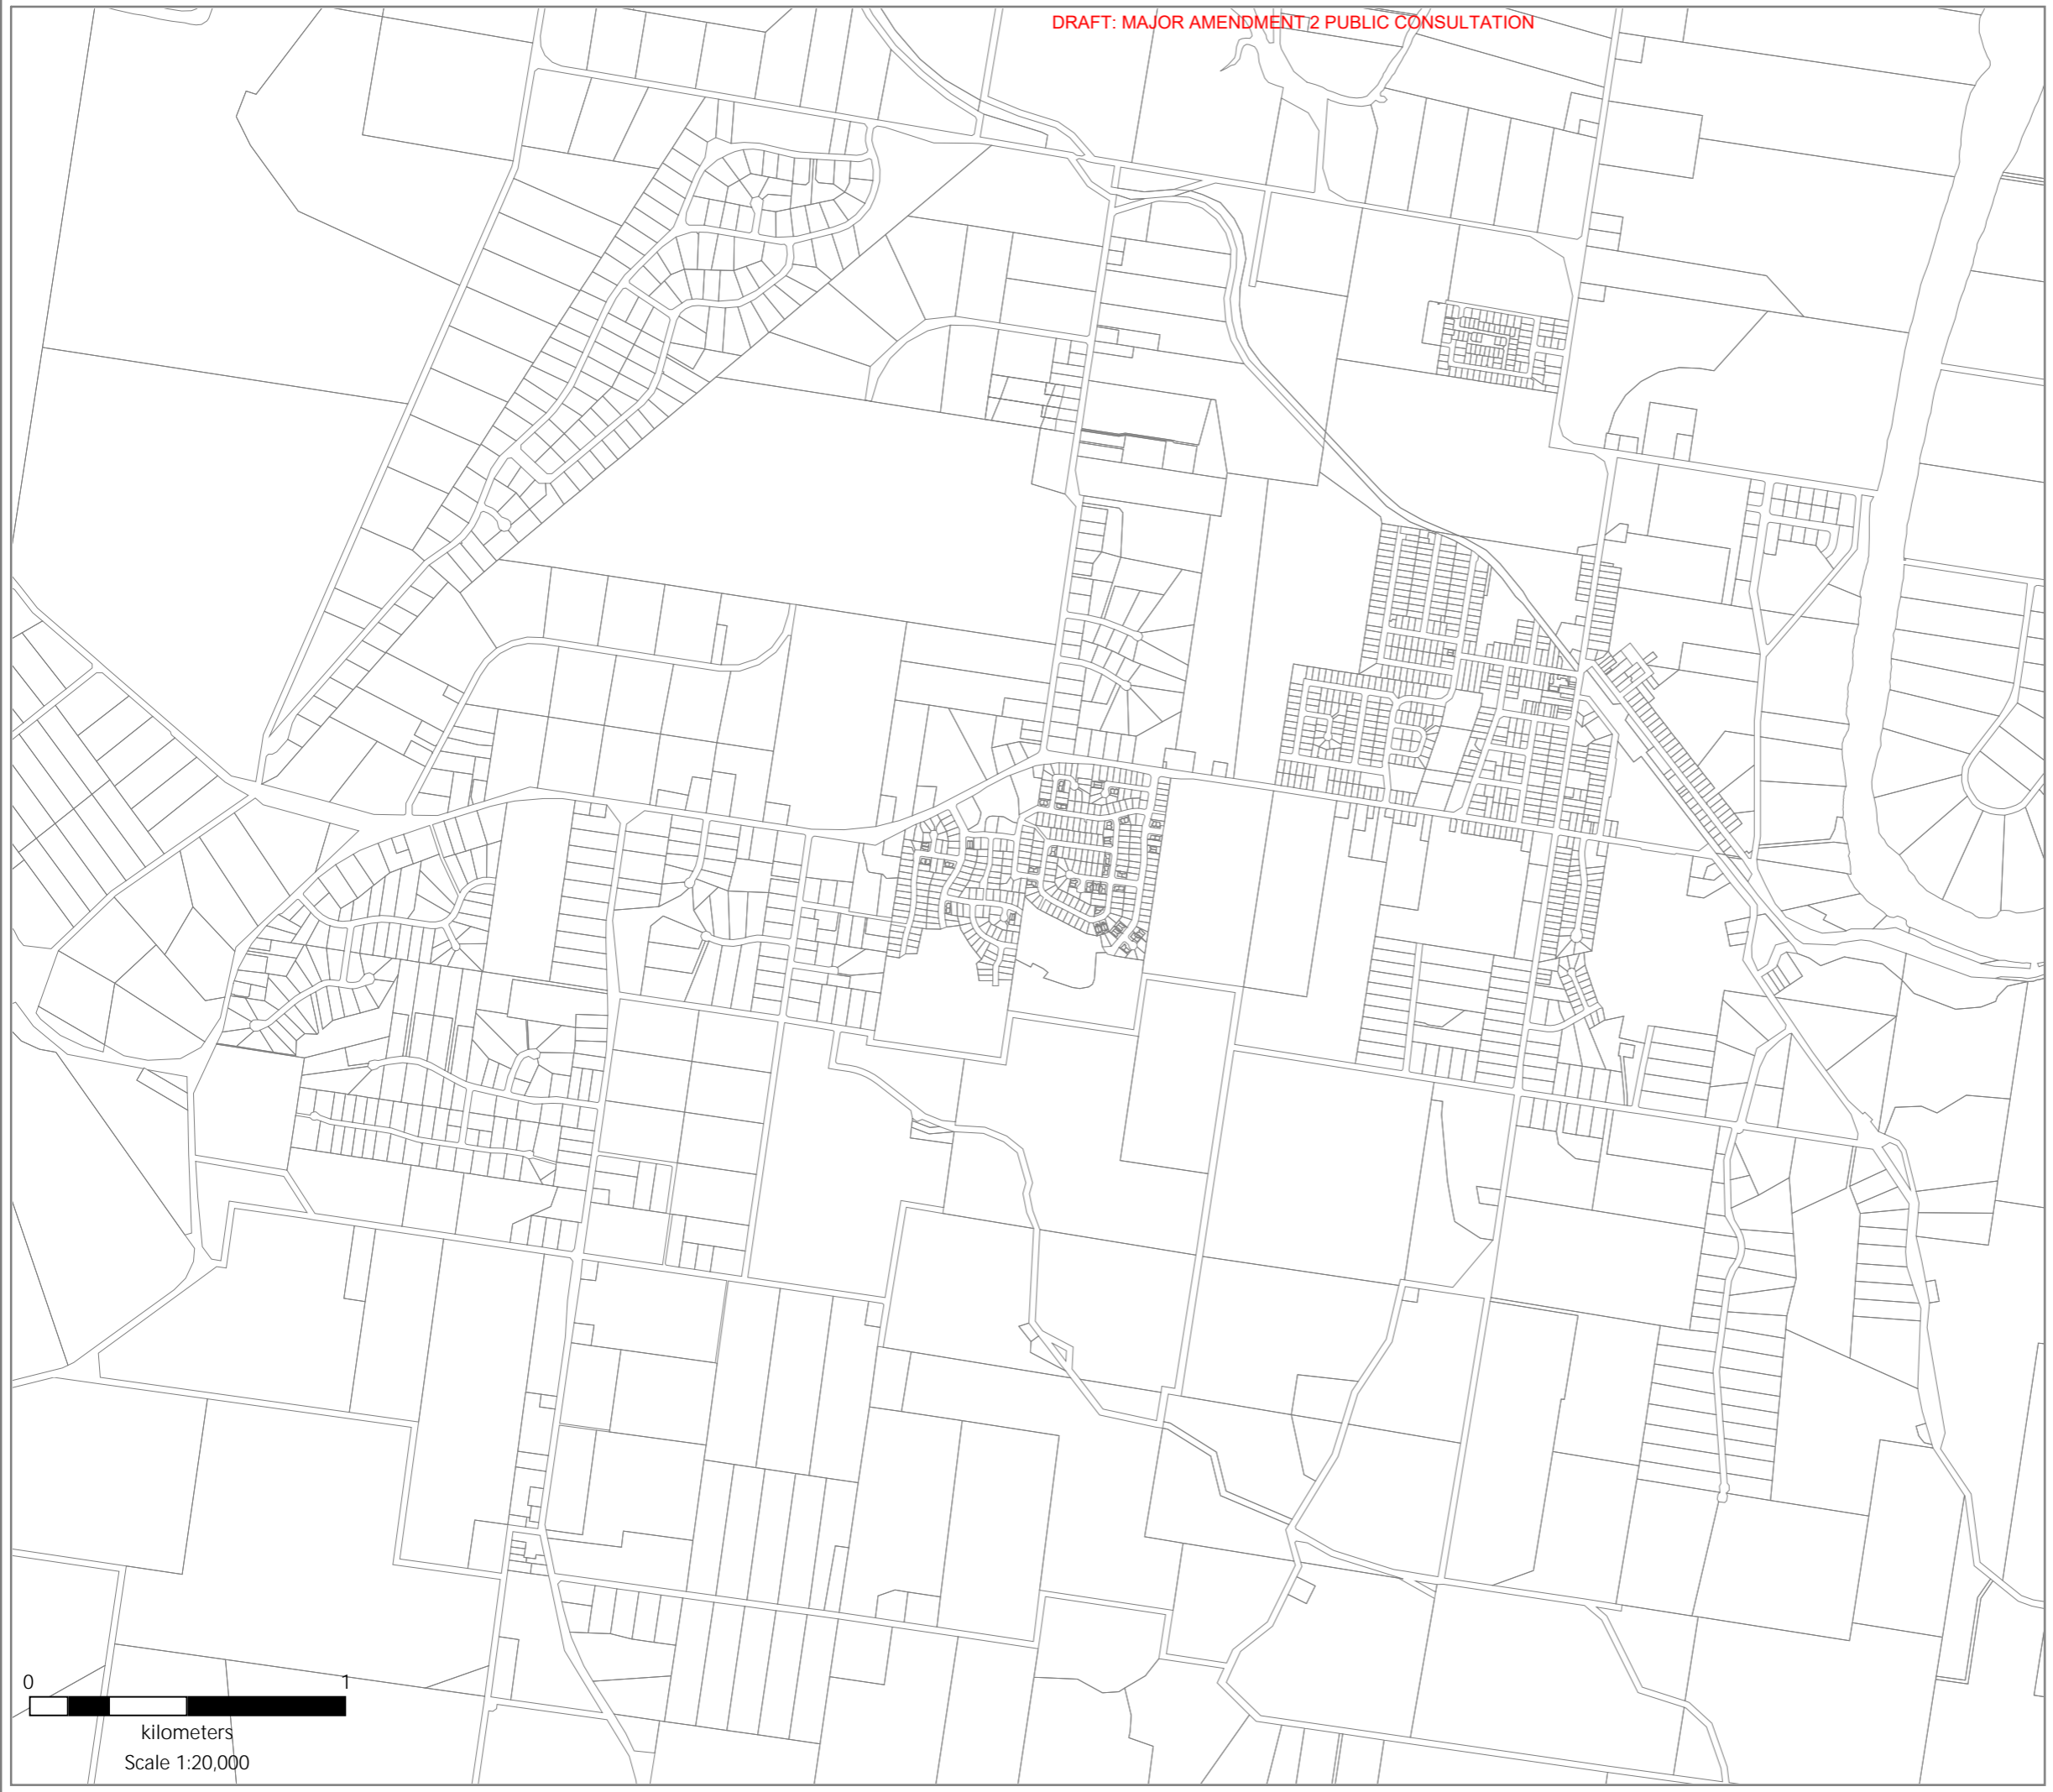 DRAFT: MAJOR AMENDMENT 2 PUBLIC CONSULTATION
0 1
kilometers
Scale 1:20,000